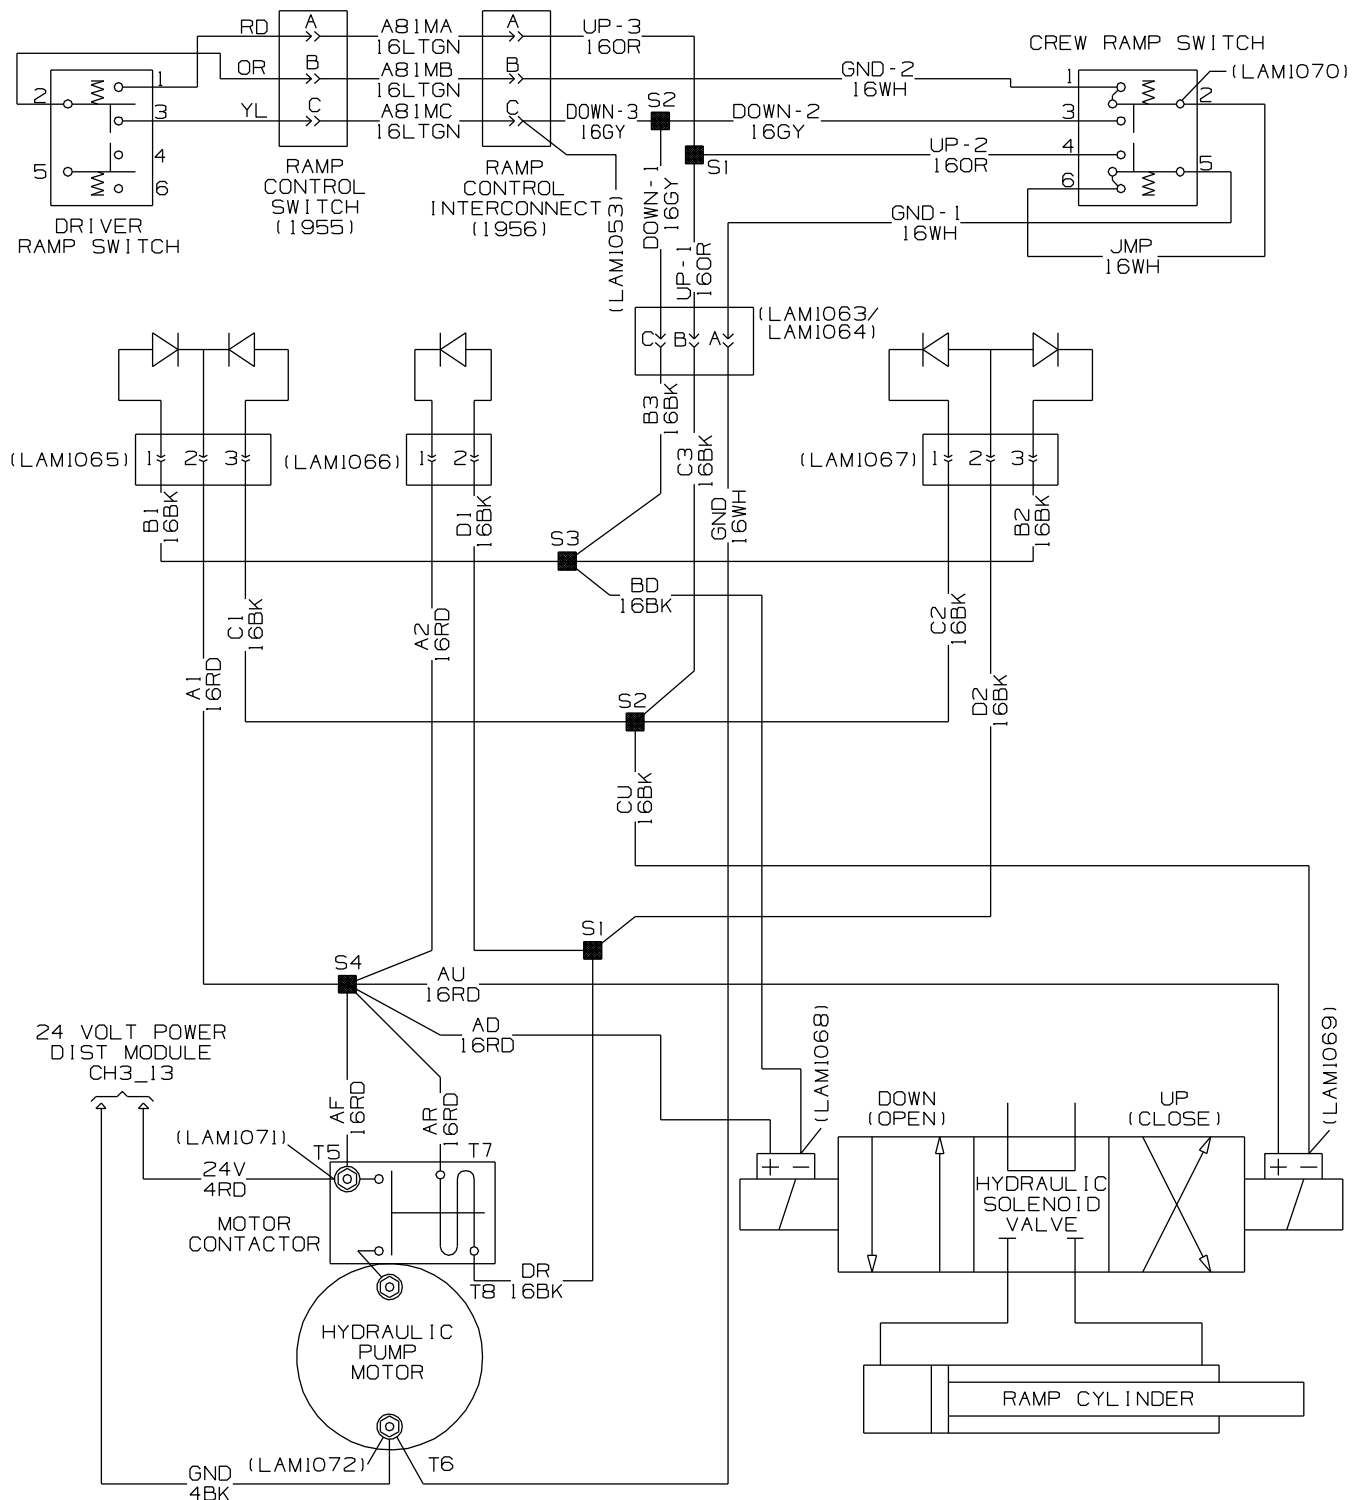 RD
A
A81MA
16LTGN
A
UP-3
16OR
OR
B
A81MB
16LTGN
B
GND-2
16WH
CREW RAMP SWITCH
(LAM1070)
YL
C
A81MC
16LTGN
C
DOWN-3
16GY
S2
DOWN-2
16GY
1
2
3
4
5
6
DRIVER
RAMP SWITCH
RAMP
CONTROL
SWITCH
(1955)
RAMP
CONTROL
INTERCONNECT
(1956)
(LAM1053)
DOWN-1
16GY
S1
UP-1
16OR
UP-2
16OR
GND-1
16WH
JMP
16WH
1
3
4
6
2
5
C
B
A
(LAM1063/
LAM1064)
(LAM1065)
1
2
3
(LAM1066)
1
2
B3
16BK
C3
16BK
(LAM1067)
1
2
3
B1
16BK
D1
16BK
GND
16WH
B2
16BK
S3
BD
16BK
C1
16BK
A2
16RD
C2
16BK
A1
16RD
S2
D2
16BK
CU
16BK
S1
S4
AU
16RD
AD
16RD
24 VOLT POWER
DIST MODULE
CH3_13
AF
16RD
AR
16RD
(LAM1068)
(LAM1069)
DOWN
(OPEN)
UP
(CLOSE)
(LAM1071)
T5
T7
24V
4RD
+ -
+ -
HYDRAULIC
SOLENOID
VALVE
MOTOR
CONTACTOR
T8
DR
16BK
HYDRAULIC
PUMP
MOTOR
RAMP CYLINDER
(LAM1072)
T6
GND
4BK